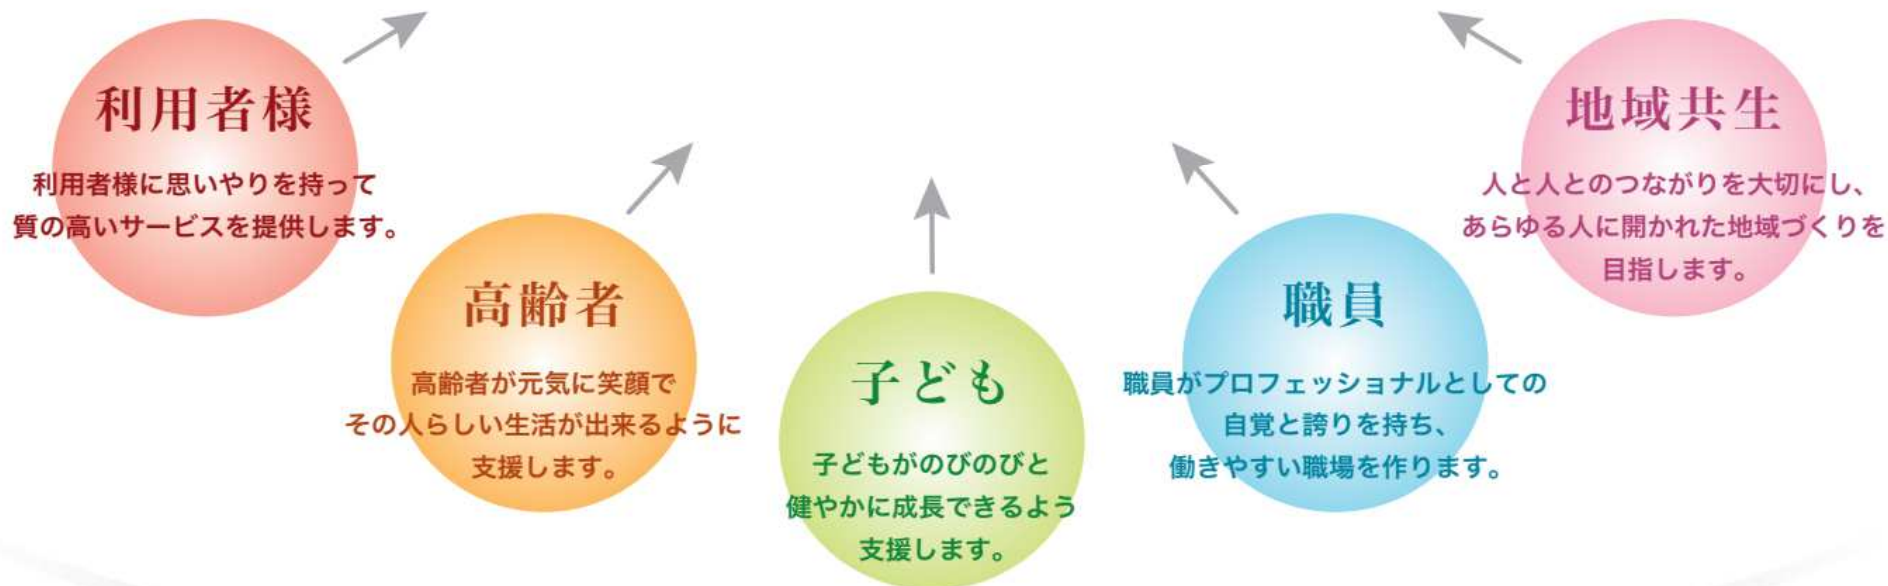 利用者様
利用者様に思いやりを持って
質の高いサービスを提供します。
高齢者
高齢者が元気に笑顔で
その人らしい生活が出来るように
支援します。
子ども
子どもがのびのびと
健やかに成長できるよう
支援します。
職員
職員がプロフェッショナルとしての
自覚と誇りを持ち、
働きやすい職場を作ります。
地域共生
人と人とのつながりを大切にし、
あらゆる人に開かれた地域づくりを
目指します。